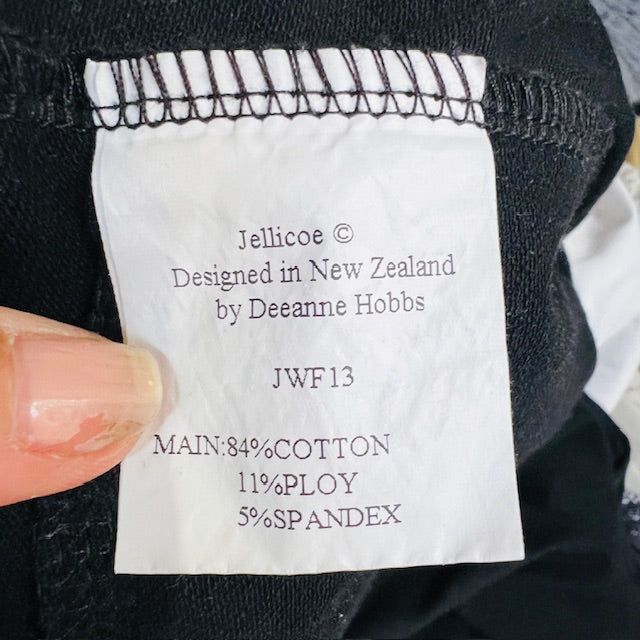 Jellicoe ©
Designed in New Zealand
by Deeanne Hobbs
JWF13
MAIN:84%COTTON
11%PLOY
5%SPANDEX